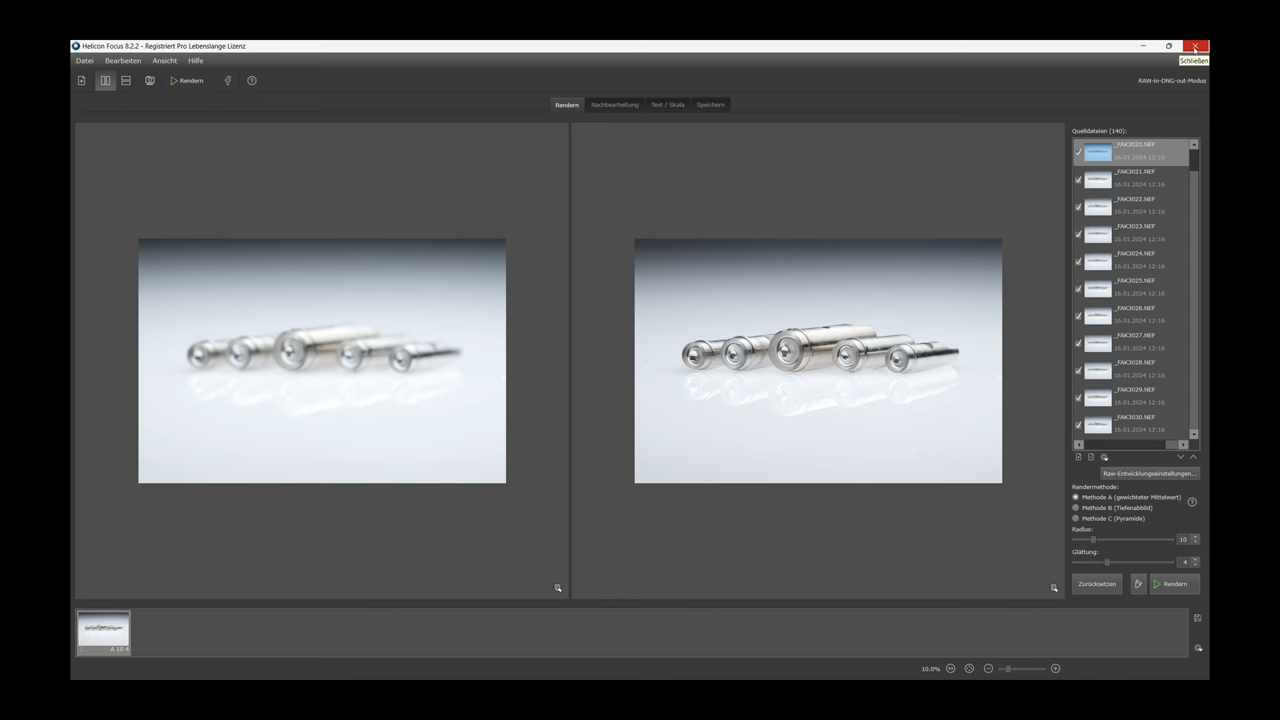 Helicon Focus 8.2.2 - Registriert Pro Lebenslange Lizenz
Datei Bearbeiten Ansicht Hilfe
Schließen
Rendern
RAW-in-DNG-out-Modus
Rendern Nachbearbeitung Text / Skala Speichern
Quelldateien (140):
_FAK3020.NEF
16.01.2024 12:16
_FAK3021.NEF
16.01.2024 12:16
_FAK3022.NEF
16.01.2024 12:16
_FAK3023.NEF
16.01.2024 12:16
_FAK3024.NEF
16.01.2024 12:16
_FAK3025.NEF
16.01.2024 12:16
_FAK3026.NEF
16.01.2024 12:16
_FAK3027.NEF
16.01.2024 12:16
_FAK3028.NEF
16.01.2024 12:16
_FAK3029.NEF
16.01.2024 12:16
_FAK3030.NEF
16.01.2024 12:16
Raw-Entwicklungseinstellungen...
Rendermethode:
Methode A (gewichteter Mittelwert)
Methode B (Tiefenabbild)
Methode C (Pyramide)
Radius:
10
Glättung:
4
Zurücksetzen Rendern
A 10 4
10.0%